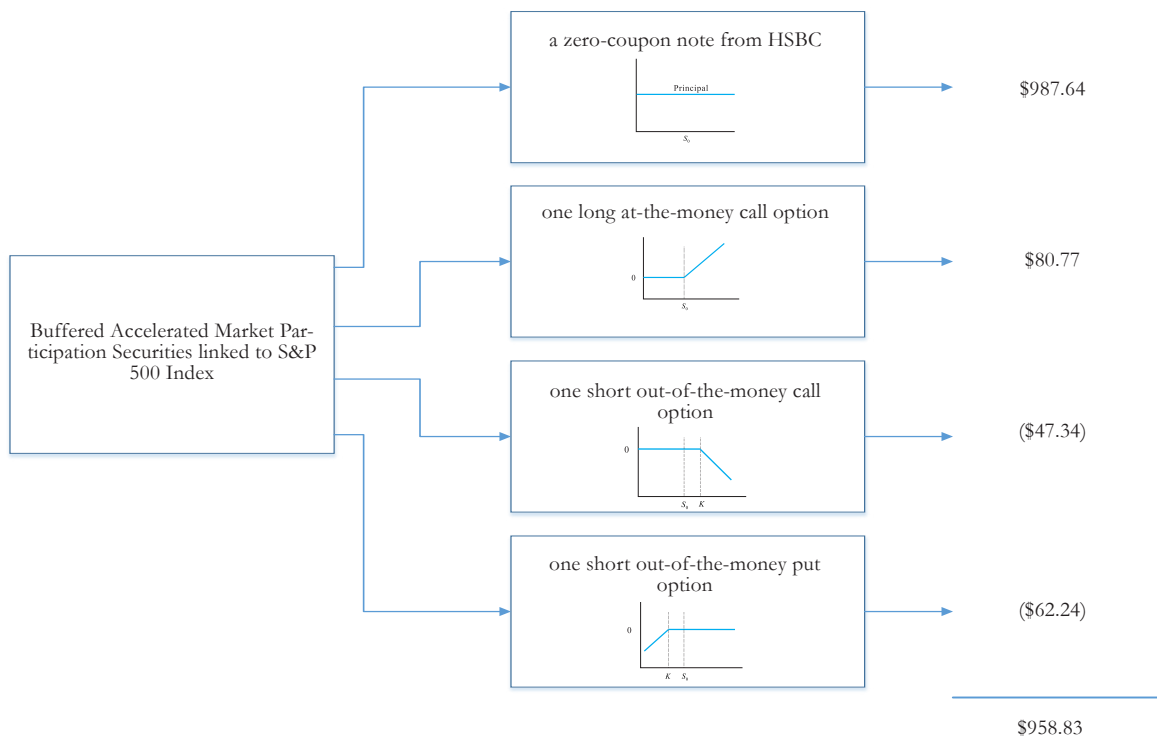 a zero-coupon note from HSBC
Principal
S₀
$987.64
one long at-the-money call option
0
S₀
$80.77
Buffered Accelerated Market Par-
ticipation Securities linked to S&P
500 Index
one short out-of-the-money call
option
0
S₀ K
($47.34)
one short out-of-the-money put
option
0
K S₀
($62.24)
$958.83